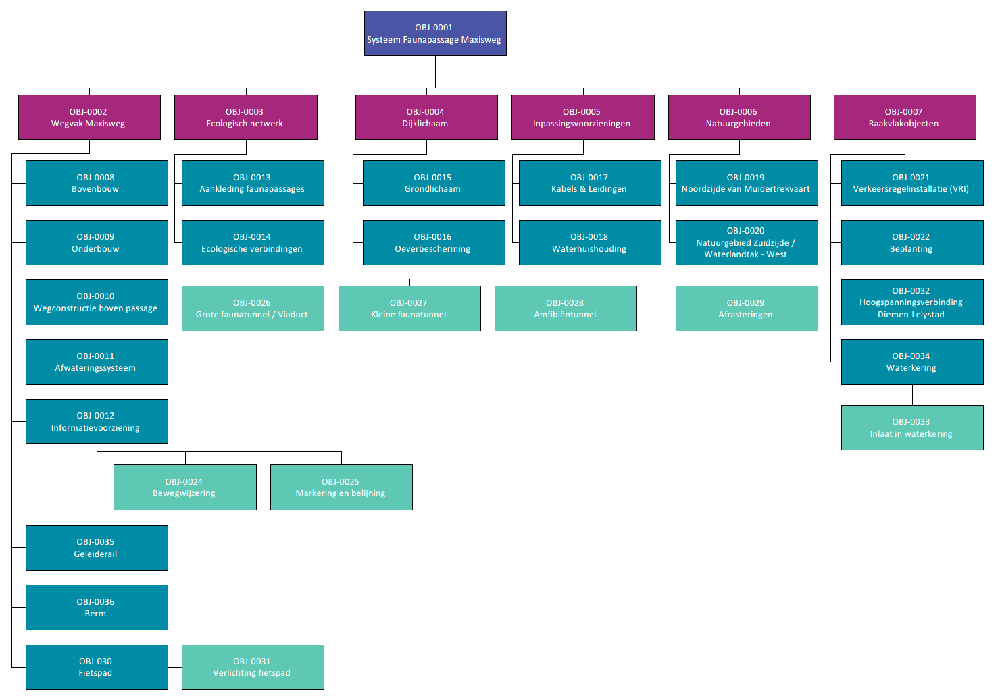 OBJ-0001
Systeem Faunapassage Maxisweg
OBJ-0002
Wegvak Maxisweg
OBJ-0003
Ecologisch netwerk
OBJ-0004
Dijklichaam
OBJ-0005
Inpassingsvoorzieningen
OBJ-0006
Natuurgebieden
OBJ-0007
Raakvlakobjecten
OBJ-0008
Bovenbouw
OBJ-0013
Aankleding faunapassages
OBJ-0015
Grondlichaam
OBJ-0017
Kabels & Leidingen
OBJ-0019
Noordzijde van Muidertrekvaart
OBJ-0021
Verkeersregelinstallatie (VRI)
OBJ-0009
Onderbouw
OBJ-0014
Ecologische verbindingen
OBJ-0016
Oeverbescherming
OBJ-0018
Waterhuishouding
OBJ-0020
Natuurgebied Zuidzijde /
Waterlandtak - West
OBJ-0022
Beplanting
OBJ-0010
Wegconstructie boven passage
OBJ-0026
Grote faunatunnel / Viaduct
OBJ-0027
Kleine faunatunnel
OBJ-0028
Amfibiëntunnel
OBJ-0029
Afrasteringen
OBJ-0032
Hoogspanningsverbinding
Diemen-Lelystad
OBJ-0011
Afwateringssysteem
OBJ-0034
Waterkering
OBJ-0012
Informatievoorziening
OBJ-0033
Inlaat in waterkering
OBJ-0024
Bewegwijzering
OBJ-0025
Markering en belijning
OBJ-0035
Geleiderail
OBJ-0036
Berm
OBJ-030
Fietspad
OBJ-0031
Verlichting fietspad